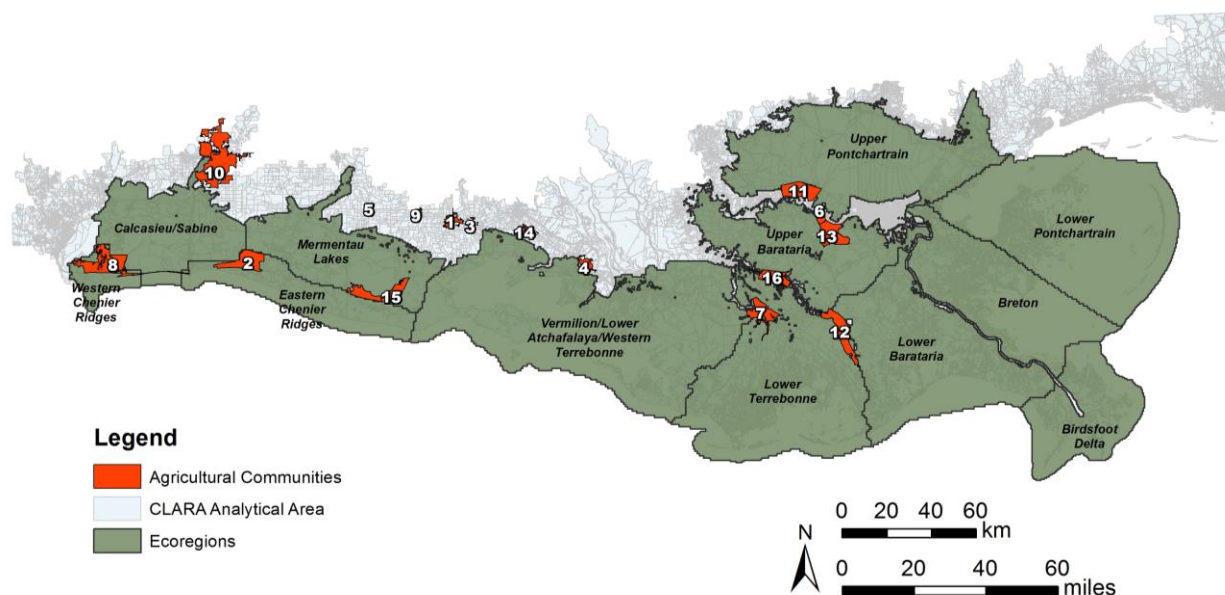 Upper
Pontchartrain
10
11
5
9
1
3
6
Calcasieu/Sabine
Mermentau
Lakes
14
Upper
Barataria
13
Lower
Pontchartrain
8
2
4
16
Western
Chenier
Ridges
15
Eastern
Chenier
Ridges
7
12
Breton
Vermilion/Lower
Atchafalaya/Western
Terrebonne
Lower
Barataria
Lower
Terrebonne
Birdsfoot
Delta
Legend
Agricultural Communities
CLARA Analytical Area
Ecoregions
N
0 20 40 60
km
0 20 40 60
miles